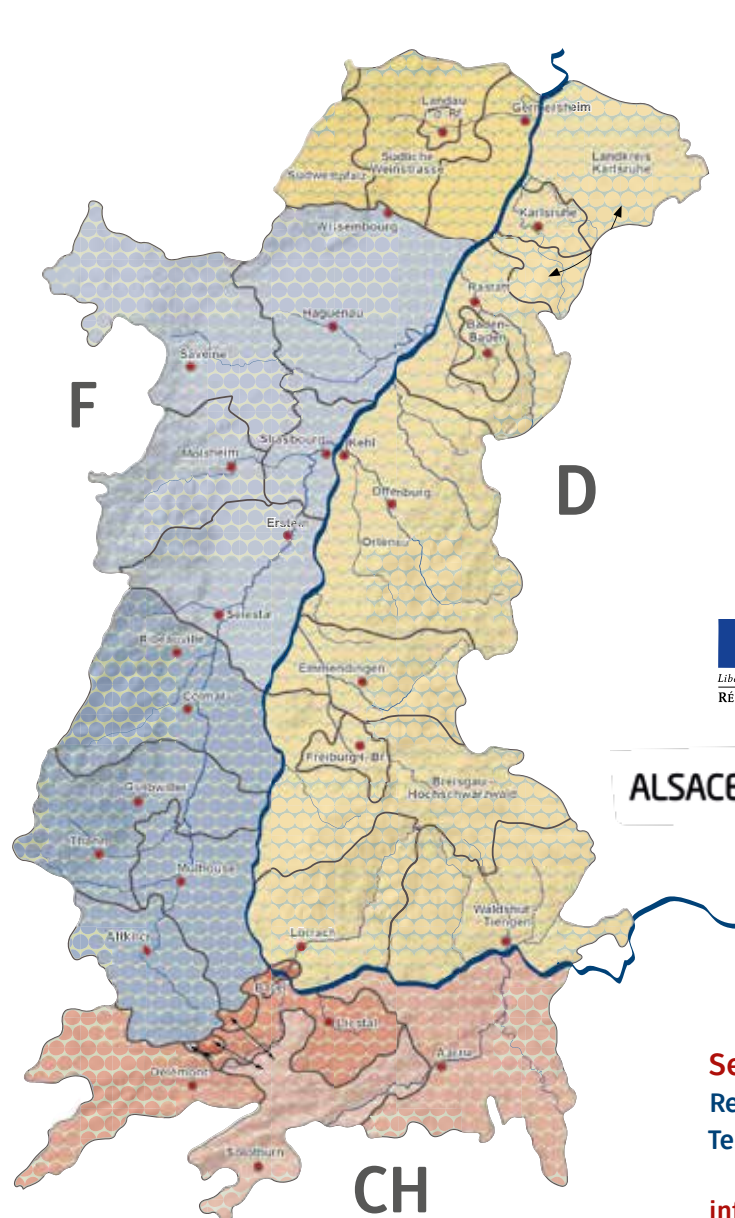 Landau
Germersheim
Südliche
Weinstrasse
Südwestpfalz
Landkreis
Karlsruhe
Karlsruhe
Wissembourg
Rastatt
Haguenau
Baden-
Baden
Saverne
F
Strasbourg
Kehl
Molsheim
D
Offenburg
Erstein
Ortenau
Sélestat
Ribeauvillé
Emmendingen
Colmar
Freiburg i. Br.
Breisgau-
Hochschwarzwald
Guebwiller
ALSACE
Thann
Mulhouse
Waldshut-
Tiengen
Altkirch
Lörrach
Basel
Liestal
Aarau
Delémont
Solothurn
CH